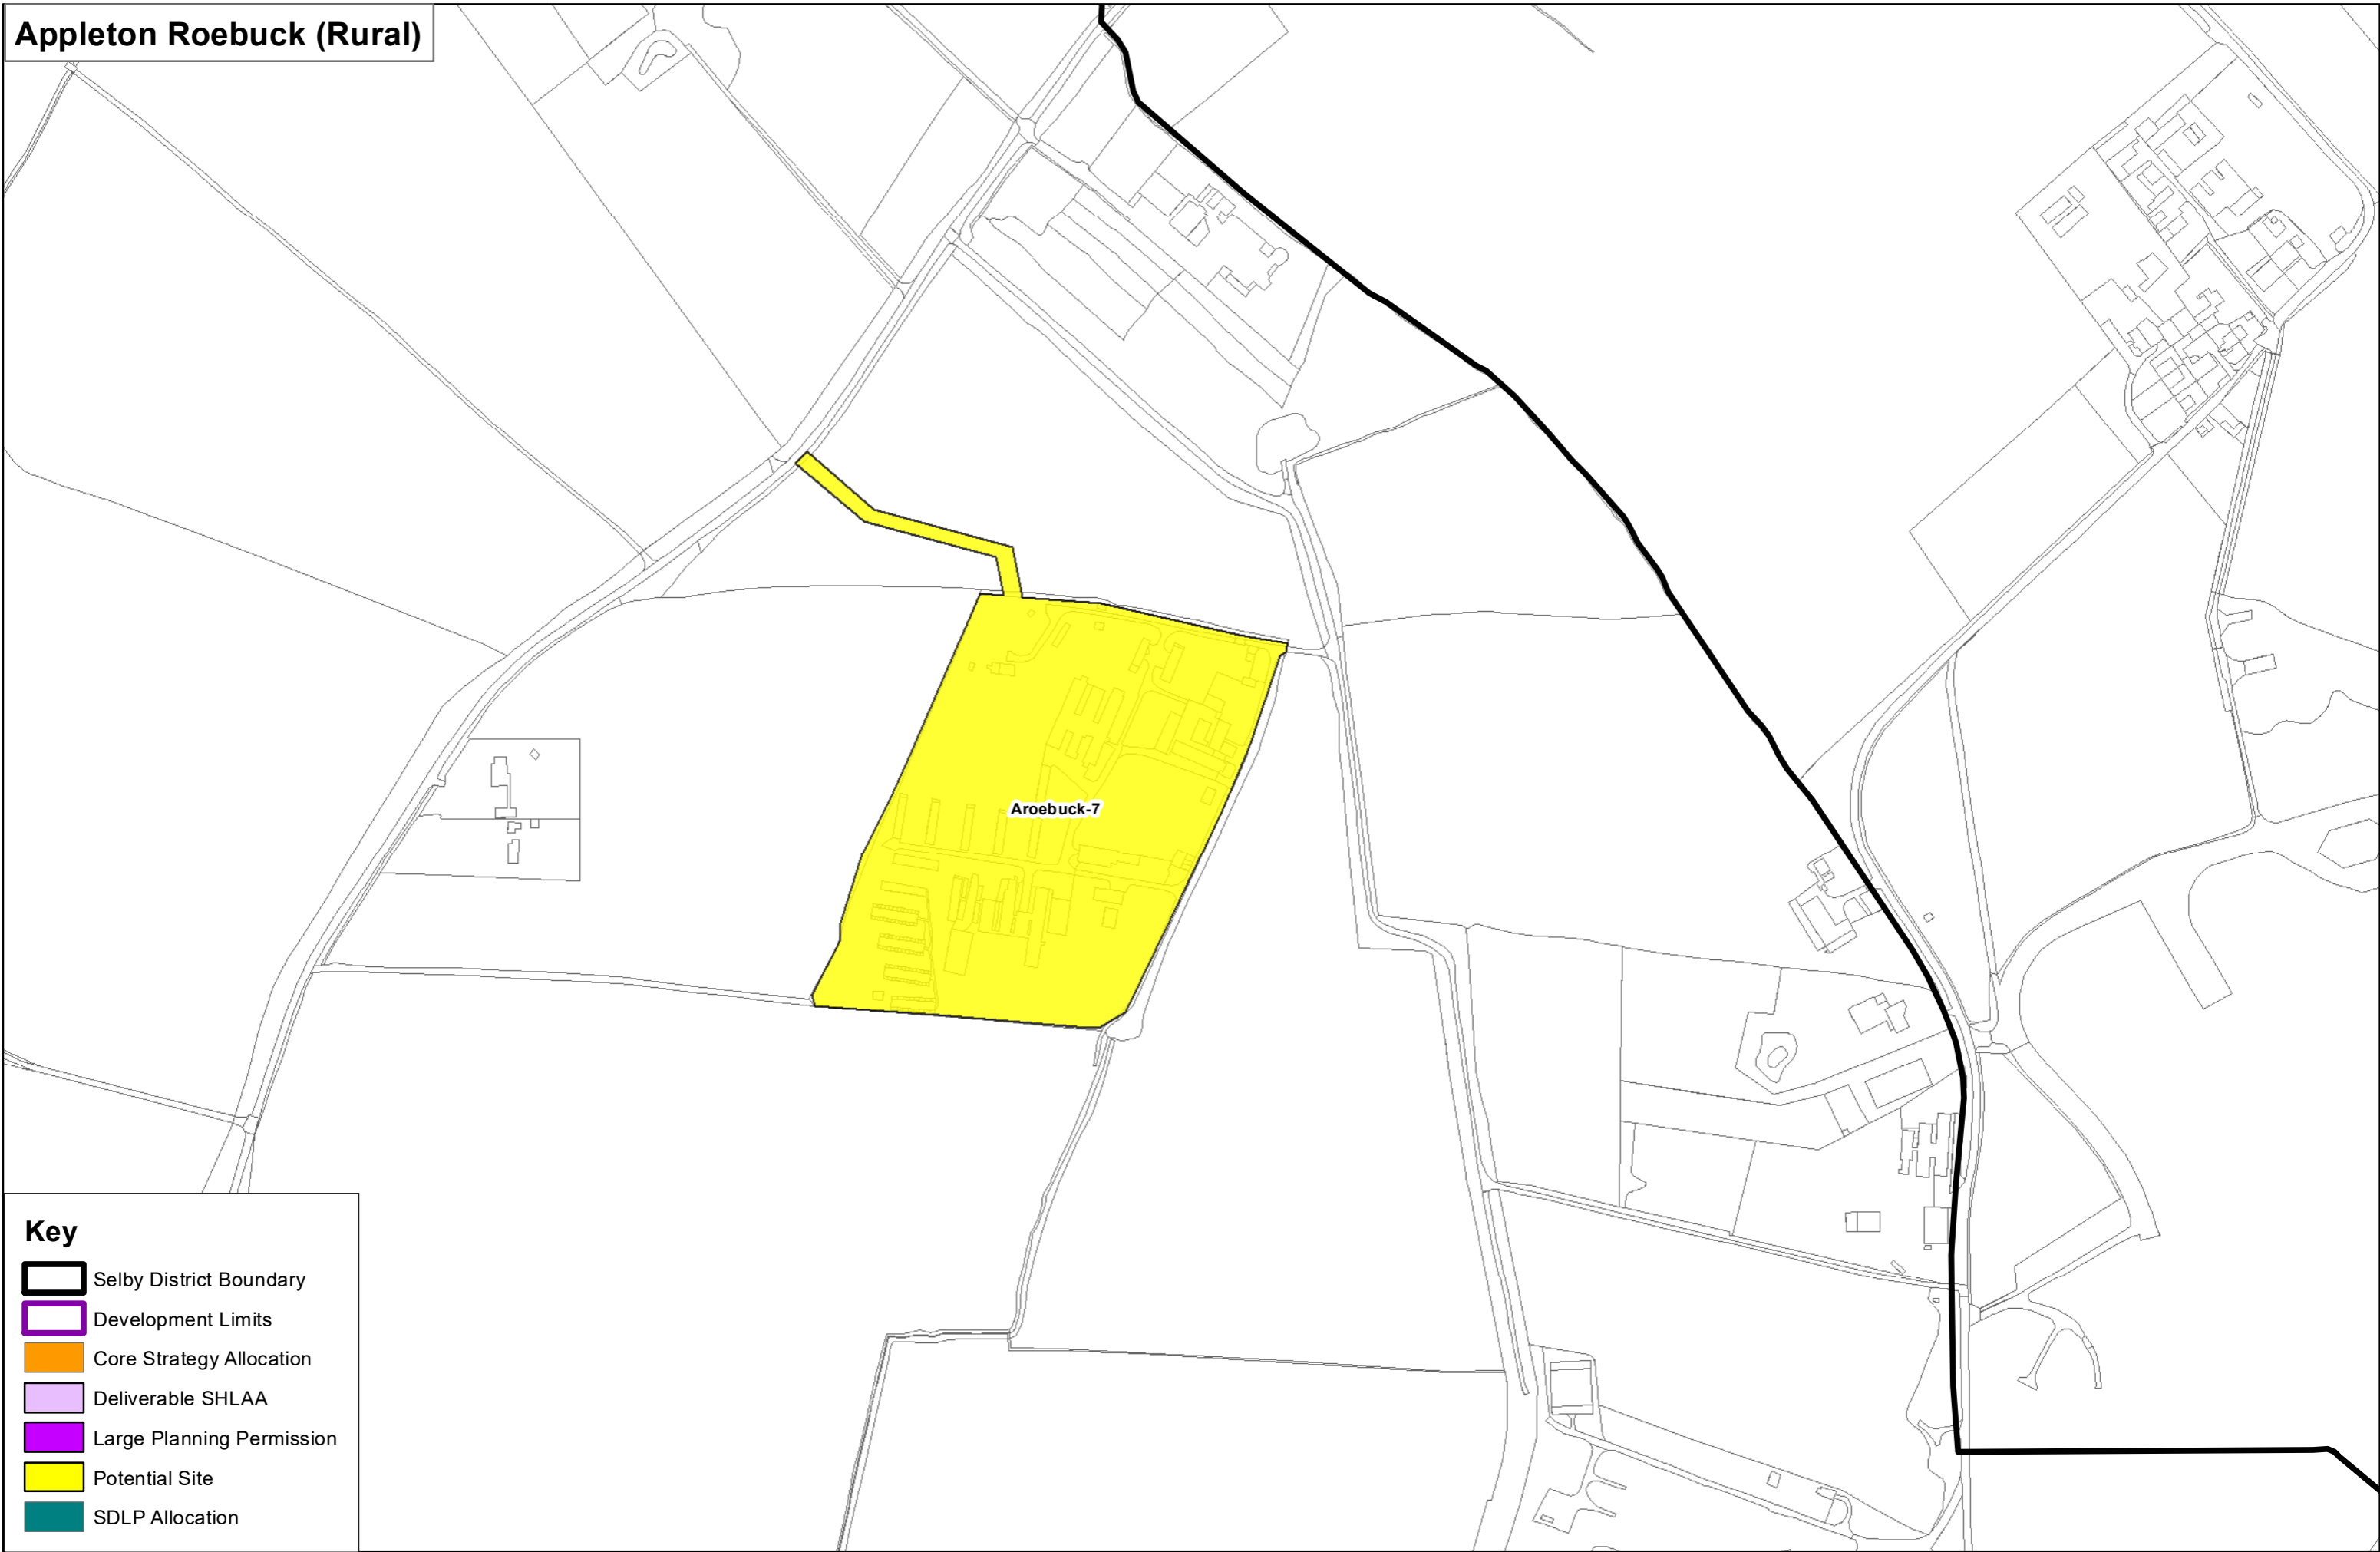 Appleton Roebuck (Rural)
Aroebuck-7
Key
Selby District Boundary
Development Limits
Core Strategy Allocation
Deliverable SHLAA
Large Planning Permission
Potential Site
SDLP Allocation